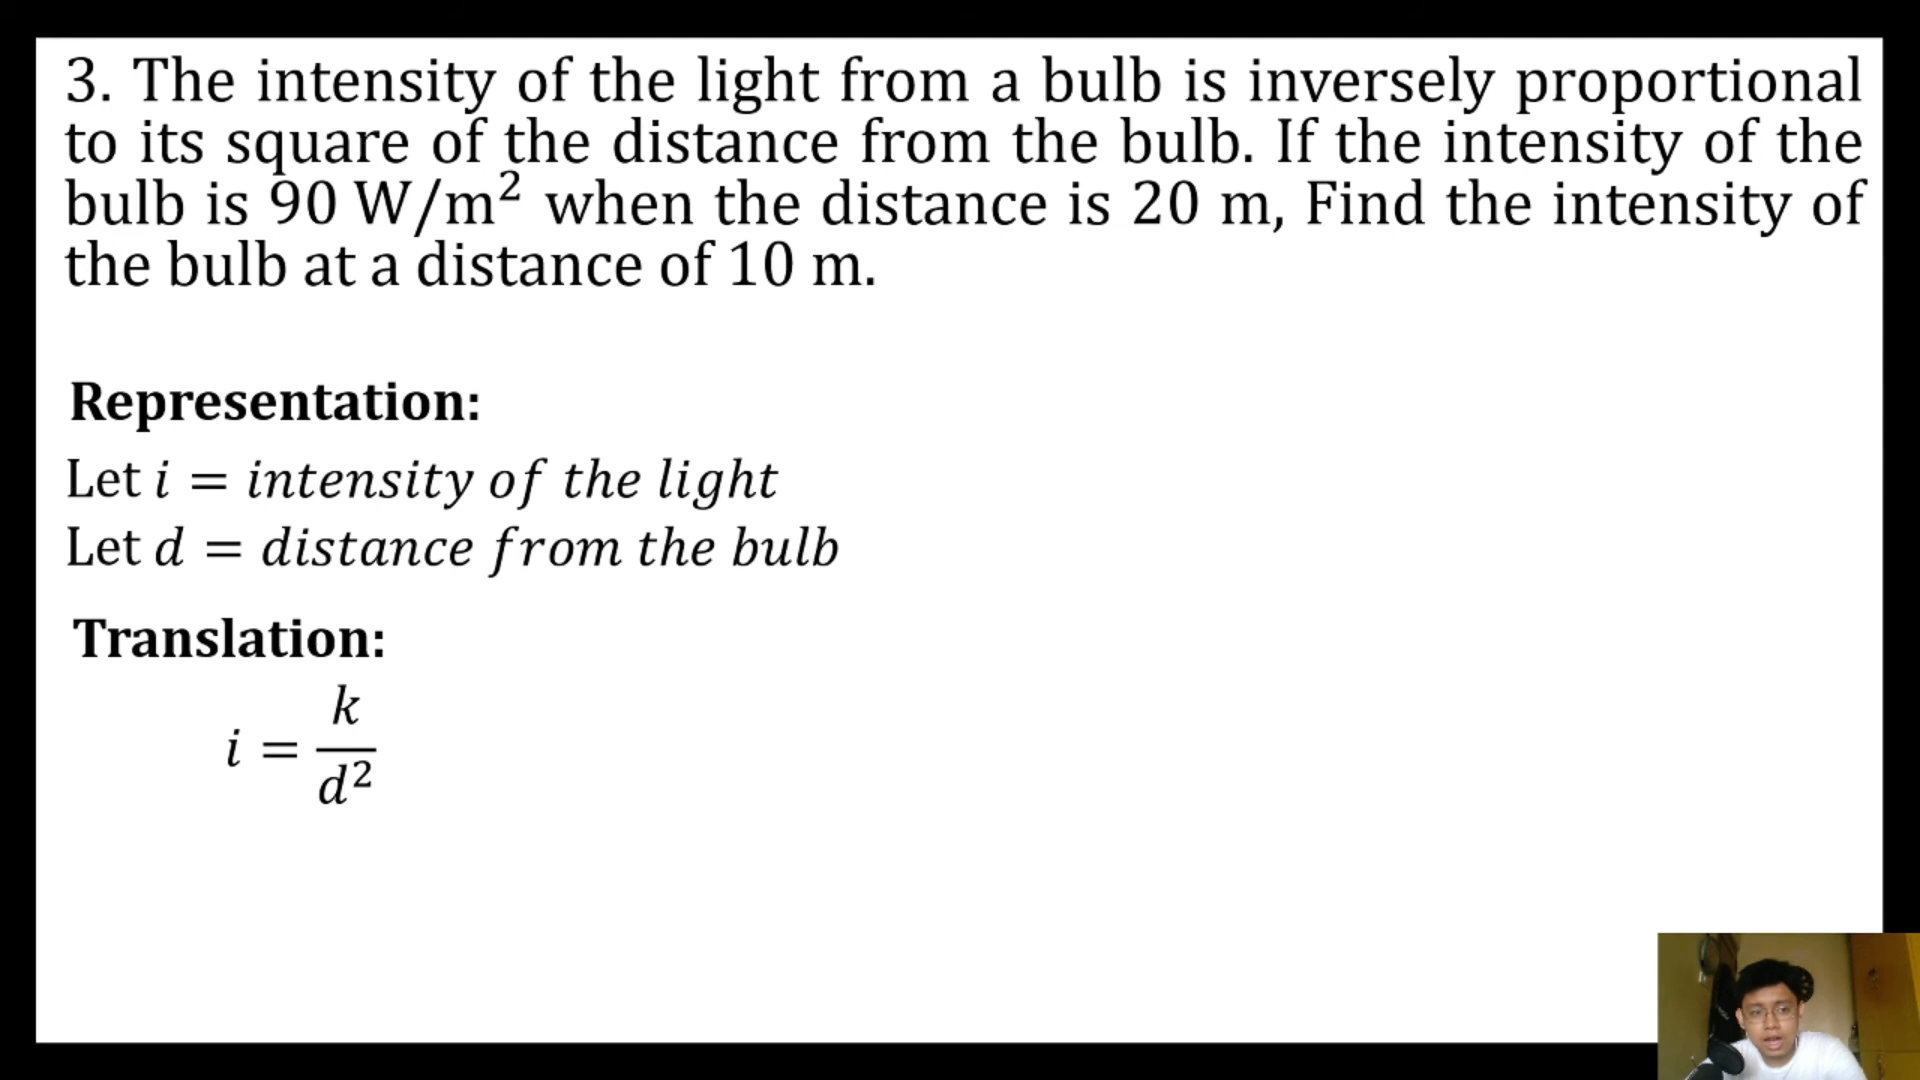 3. The intensity of the light from a bulb is inversely proportional
to its square of the distance from the bulb. If the intensity of the
bulb is 90 W/m² when the distance is 20 m, Find the intensity of
the bulb at a distance of 10 m.
Representation:
Let i = intensity of the light
Let d = distance from the bulb
Translation:
i = k/d²